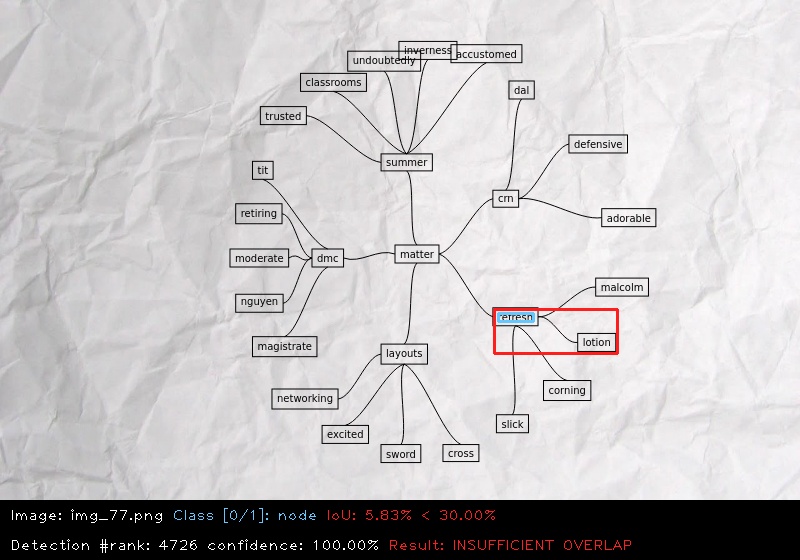 inverness
undoubtedly
accustomed
classrooms
dal
trusted
defensive
summer
tit
crn
retiring
adorable
matter
moderate
dmc
malcolm
nguyen
refresh
lotion
magistrate
layouts
corning
networking
slick
excited
sword
cross
Image: img_77.png Class [0/1]: node IoU: 5.83% < 30.00%
Detection #rank: 4726 confidence: 100.00% Result: INSUFFICIENT OVERLAP